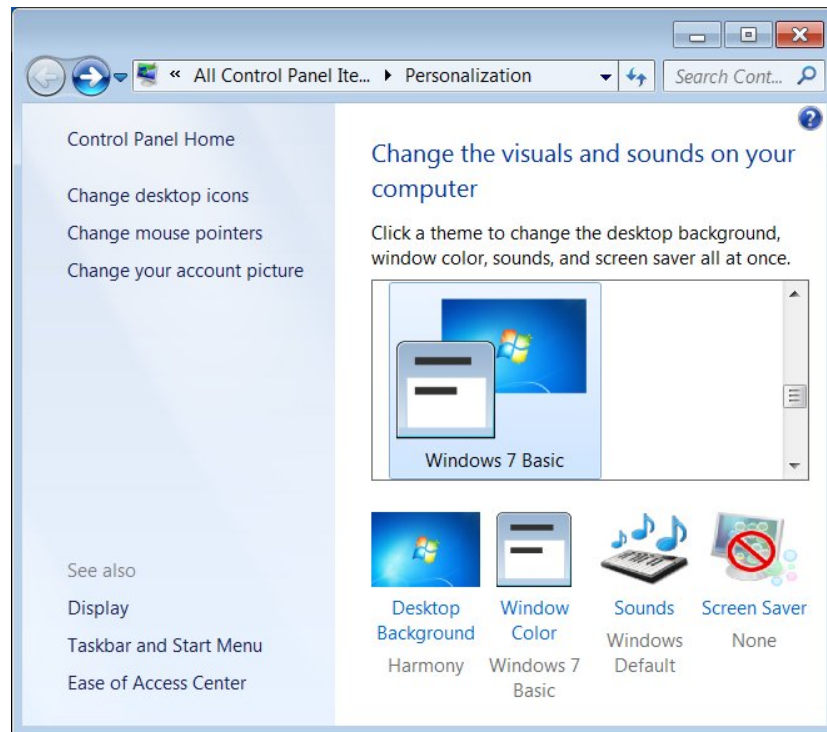 « All Control Panel Ite... Personalization
Search Cont...
Control Panel Home
Change desktop icons
Change mouse pointers
Change your account picture
See also
Display
Taskbar and Start Menu
Ease of Access Center
?
Change the visuals and sounds on your
computer
Click a theme to change the desktop background,
window color, sounds, and screen saver all at once.
Windows 7 Basic
Desktop
Background
Harmony
Window
Color
Windows 7
Basic
Sounds
Windows
Default
Screen Saver
None